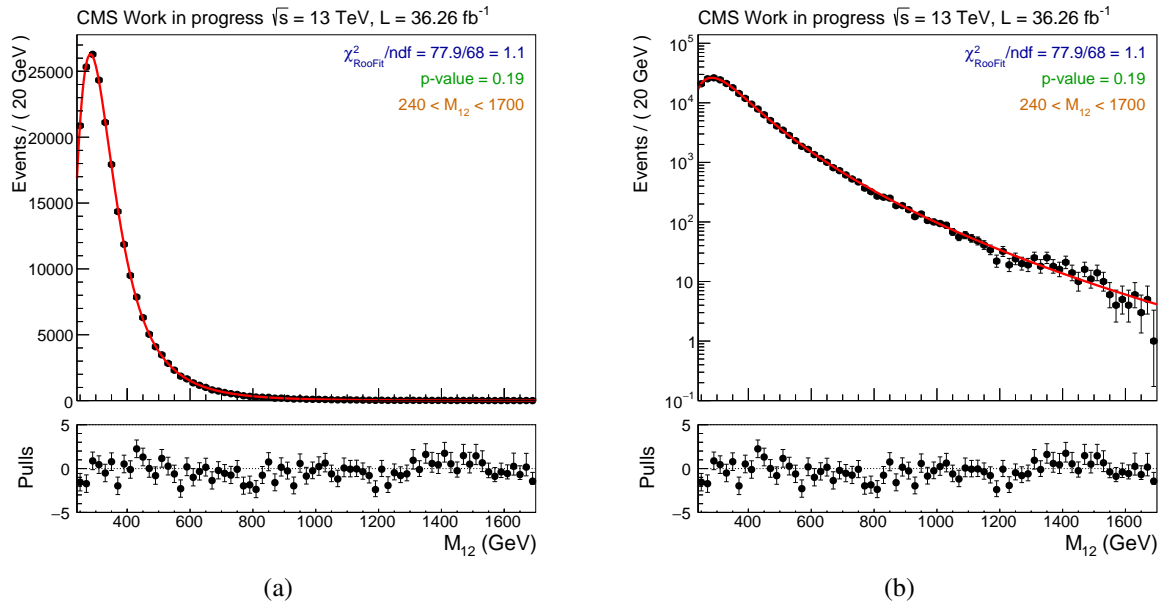 CMS Work in progress √s = 13 TeV, L = 36.26 fb⁻¹
Events / ( 20 GeV )
χ²RooFit/ndf = 77.9/68 = 1.1
p-value = 0.19
240 < M₁₂ < 1700
25000
20000
15000
10000
5000
0
Pulls
5
0
−5
400 600 800 1000 1200 1400 1600
M₁₂ (GeV)
(a)
CMS Work in progress √s = 13 TeV, L = 36.26 fb⁻¹
Events / ( 20 GeV )
χ²RooFit/ndf = 77.9/68 = 1.1
p-value = 0.19
240 < M₁₂ < 1700
10⁵
10⁴
10³
10²
10
1
10⁻¹
Pulls
5
0
−5
400 600 800 1000 1200 1400 1600
M₁₂ (GeV)
(b)